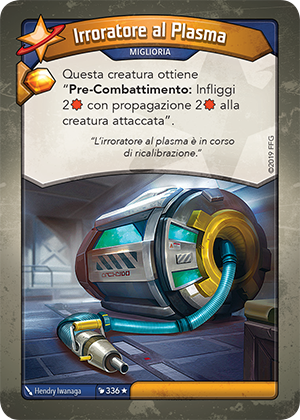 Irroratore al Plasma
MIGLIORIA
Questa creatura ottiene
“Pre-Combattimento: Infliggi
2 con propagazione 2 alla
creatura attaccata”.
“L’irroratore al plasma è in corso
di ricalibrazione.”
©2019 FFG
Hendry Iwanaga
336